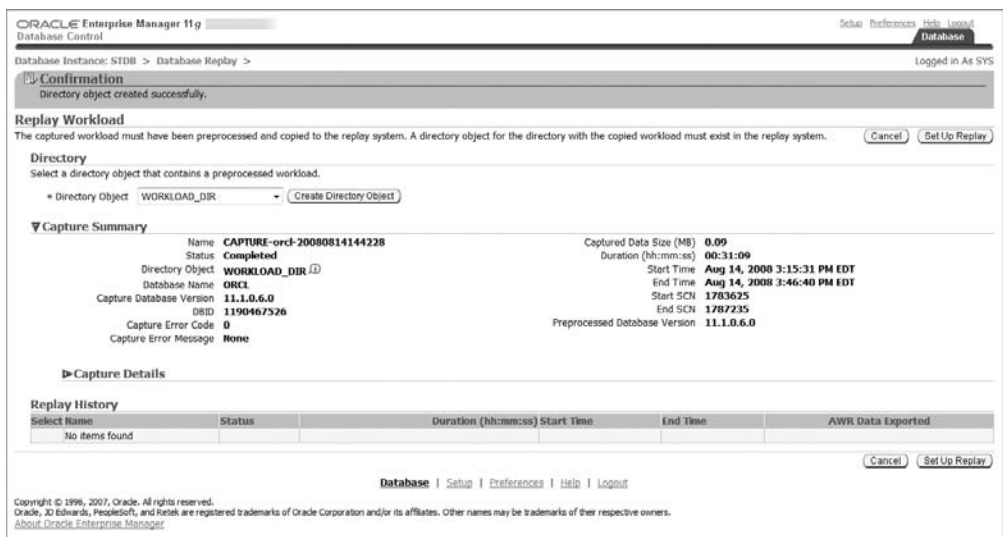 ORACLE Enterprise Manager 11g
Database Control
Setup Preferences Help Logout
Database
Database Instance: STDB > Database Replay >
Logged in As SYS
Confirmation
Directory object created successfully.
Replay Workload
The captured workload must have been preprocessed and copied to the replay system. A directory object for the directory with the copied workload must exist in the replay system.
Cancel
Set Up Replay
Directory
Select a directory object that contains a preprocessed workload.
* Directory Object WORKLOAD_DIR Create Directory Object
Capture Summary
Name CAPTURE-orcl-20080814144228
Status Completed
Directory Object WORKLOAD_DIR
Database Name ORCL
Capture Database Version 11.1.0.6.0
DBID 1190467526
Capture Error Code 0
Capture Error Message None
Captured Data Size (MB) 0.09
Duration (hh:mm:ss) 00:31:09
Start Time Aug 14, 2008 3:15:31 PM EDT
End Time Aug 14, 2008 3:46:40 PM EDT
Start SCN 1783625
End SCN 1787235
Preprocessed Database Version 11.1.0.6.0
Capture Details
Replay History
Select Name Status Duration (hh:mm:ss) Start Time End Time AWR Data Exported
No items found
Cancel
Set Up Replay
Database | Setup | Preferences | Help | Logout
Copyright © 1996, 2007, Oracle. All rights reserved.
Oracle, JD Edwards, PeopleSoft, and Retek are registered trademarks of Oracle Corporation and/or its affiliates. Other names may be trademarks of their respective owners.
About Oracle Enterprise Manager